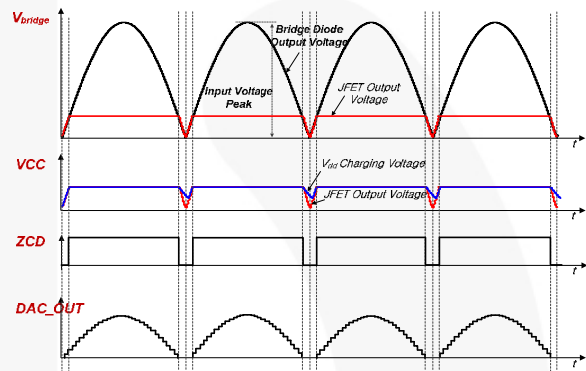 Vbridge
Bridge Diode
Output Voltage
Input Voltage
Peak
JFET Output
Voltage
t
VCC
Vdd Charging Voltage
JFET Output Voltage
t
ZCD
t
DAC_OUT
t